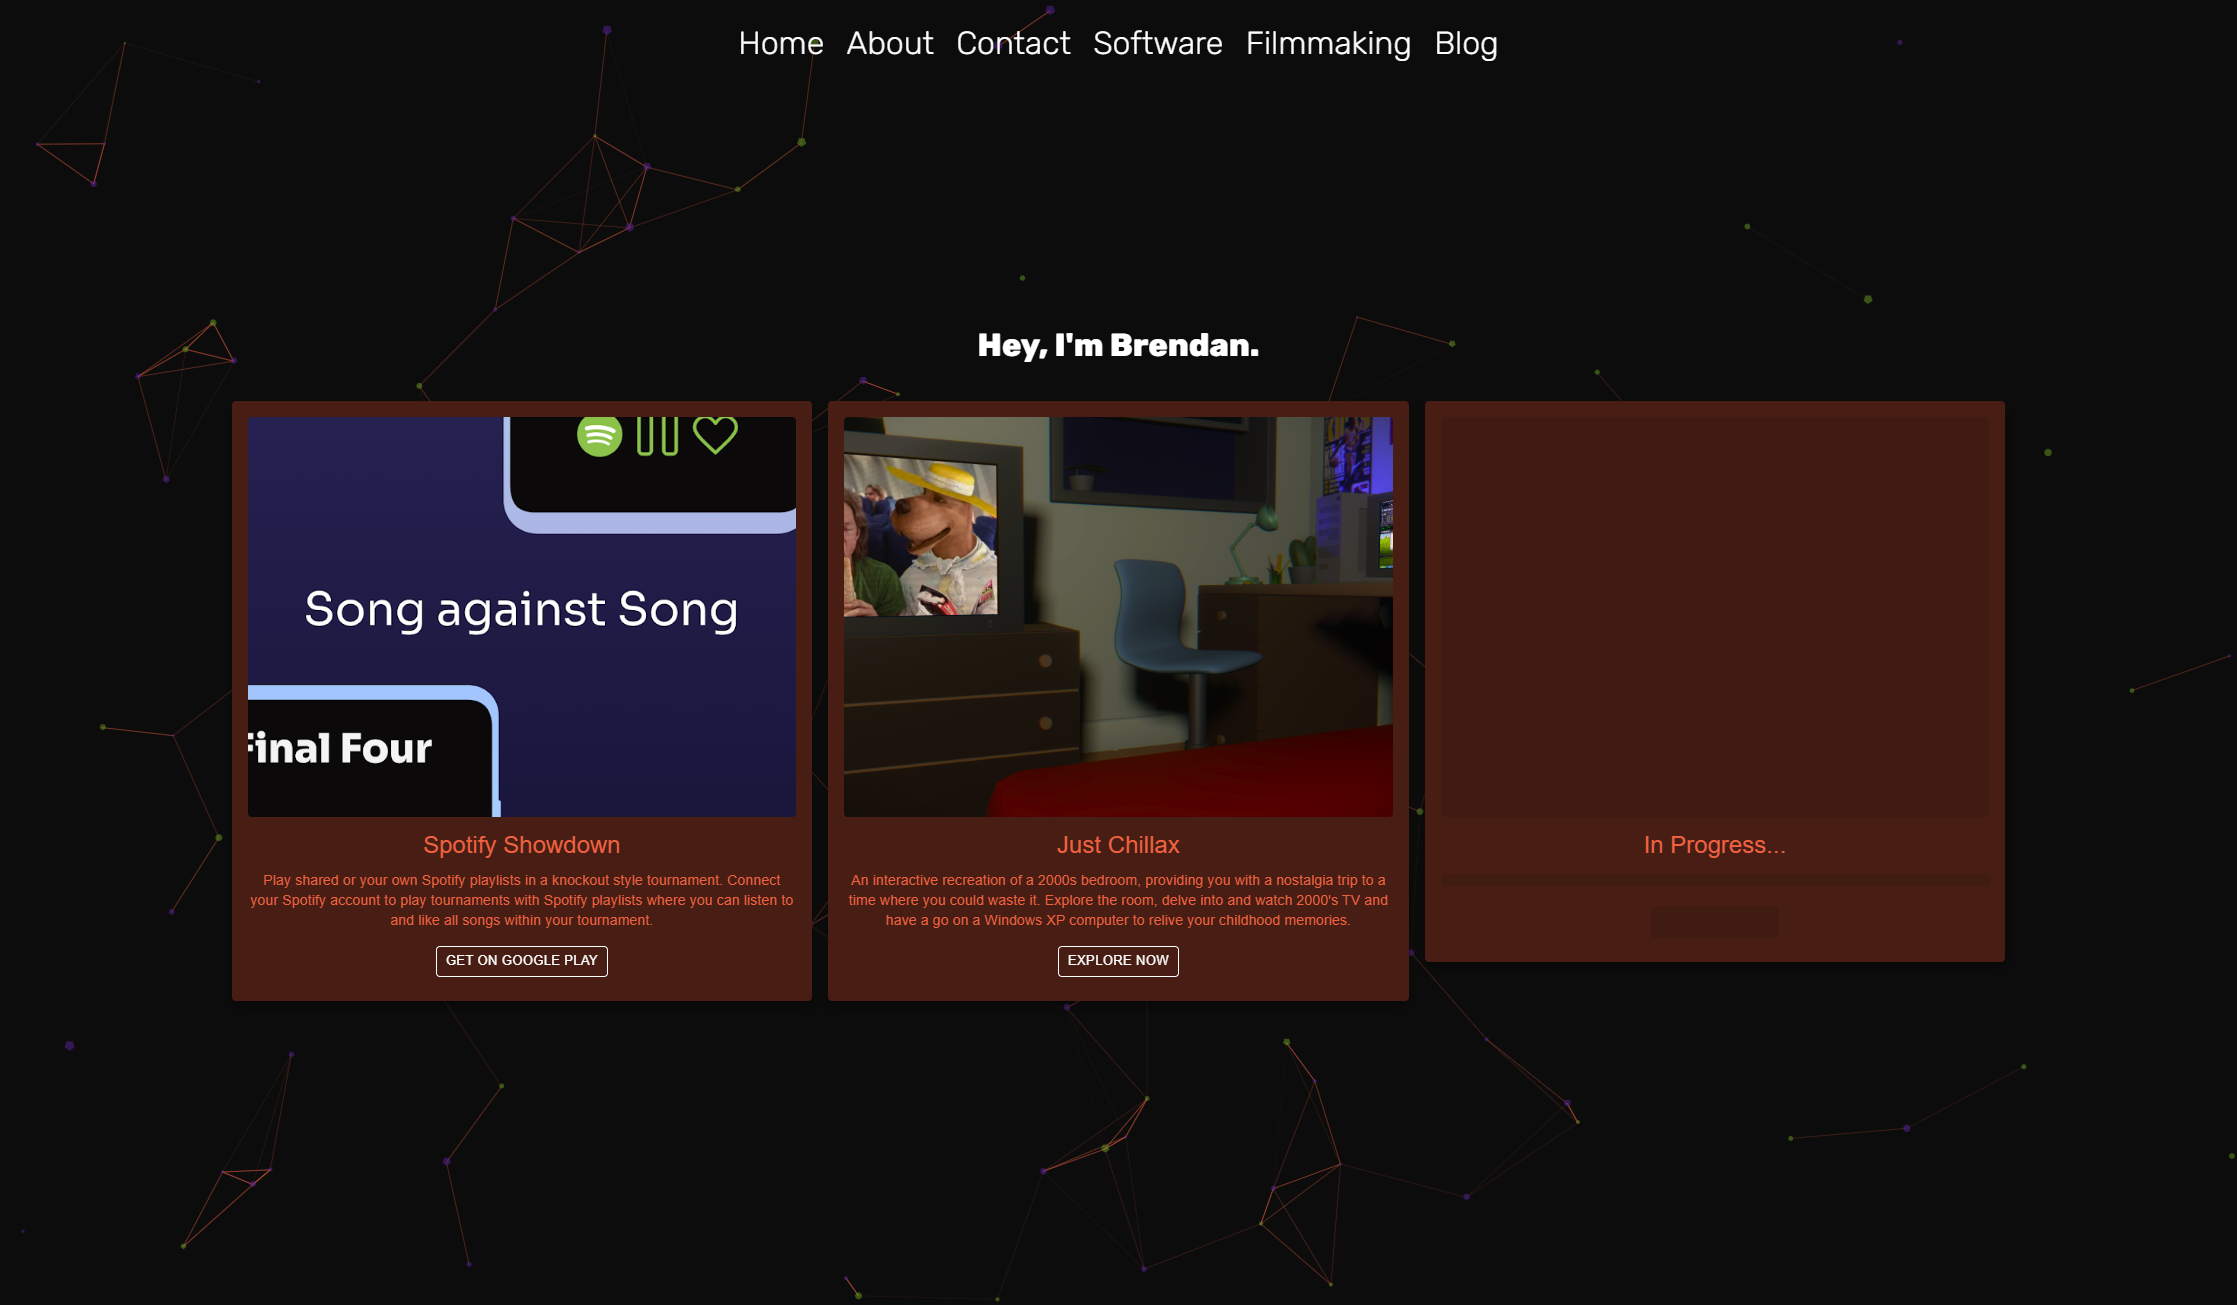 Home About Contact Software Filmmaking Blog
Hey, I'm Brendan.
Song against Song
Final Four
Spotify Showdown
Play shared or your own Spotify playlists in a knockout style tournament. Connect
your Spotify account to play tournaments with Spotify playlists where you can listen to
and like all songs within your tournament.
GET ON GOOGLE PLAY
Just Chillax
An interactive recreation of a 2000s bedroom, providing you with a nostalgia trip to a
time where you could waste it. Explore the room, delve into and watch 2000's TV and
have a go on a Windows XP computer to relive your childhood memories.
EXPLORE NOW
In Progress...